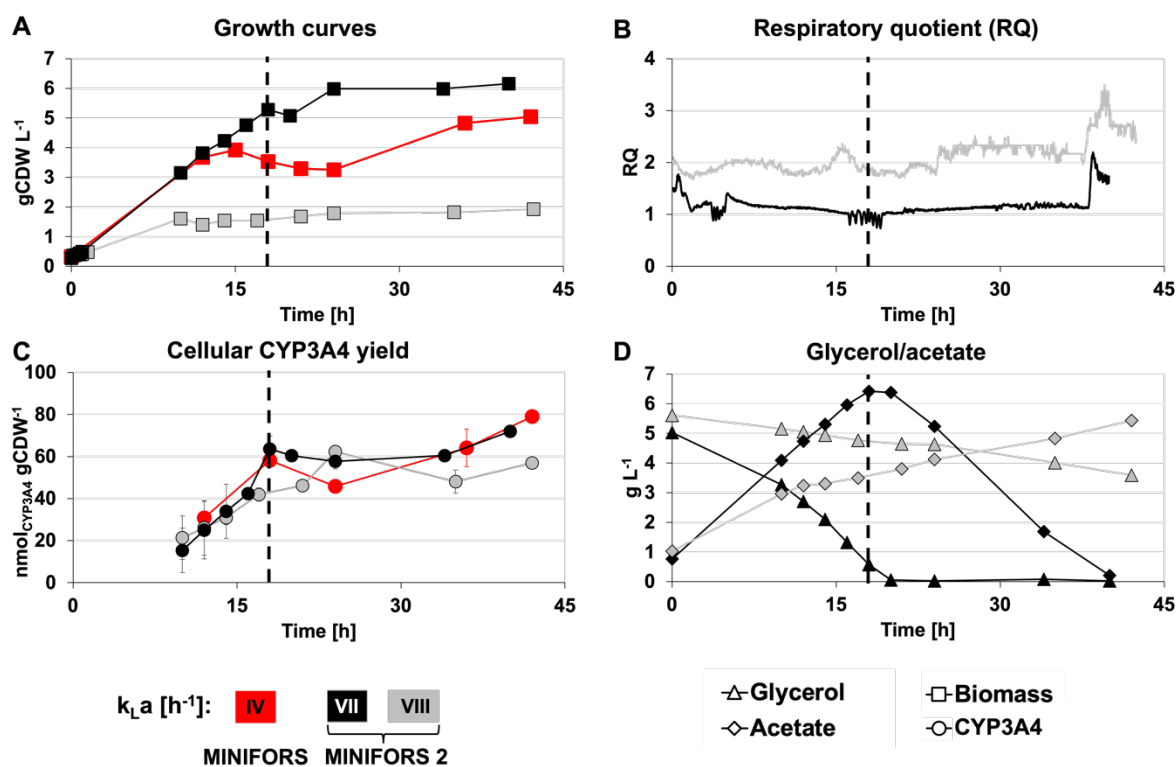 A
Growth curves
7
6
5
4
3
2
1
0
gCDW L⁻¹
0 15 30 45
Time [h]
B
Respiratory quotient (RQ)
4
3
2
1
0
RQ
0 15 30 45
Time [h]
C
Cellular CYP3A4 yield
100
80
60
40
20
0
nmol_CYP3A4 gCDW⁻¹
0 15 30 45
Time [h]
D
Glycerol/acetate
7
6
5
4
3
2
1
0
g L⁻¹
0 15 30 45
Time [h]
k_La [h⁻¹]: IV VII VIII
MINIFORS MINIFORS 2
Glycerol Biomass
Acetate CYP3A4